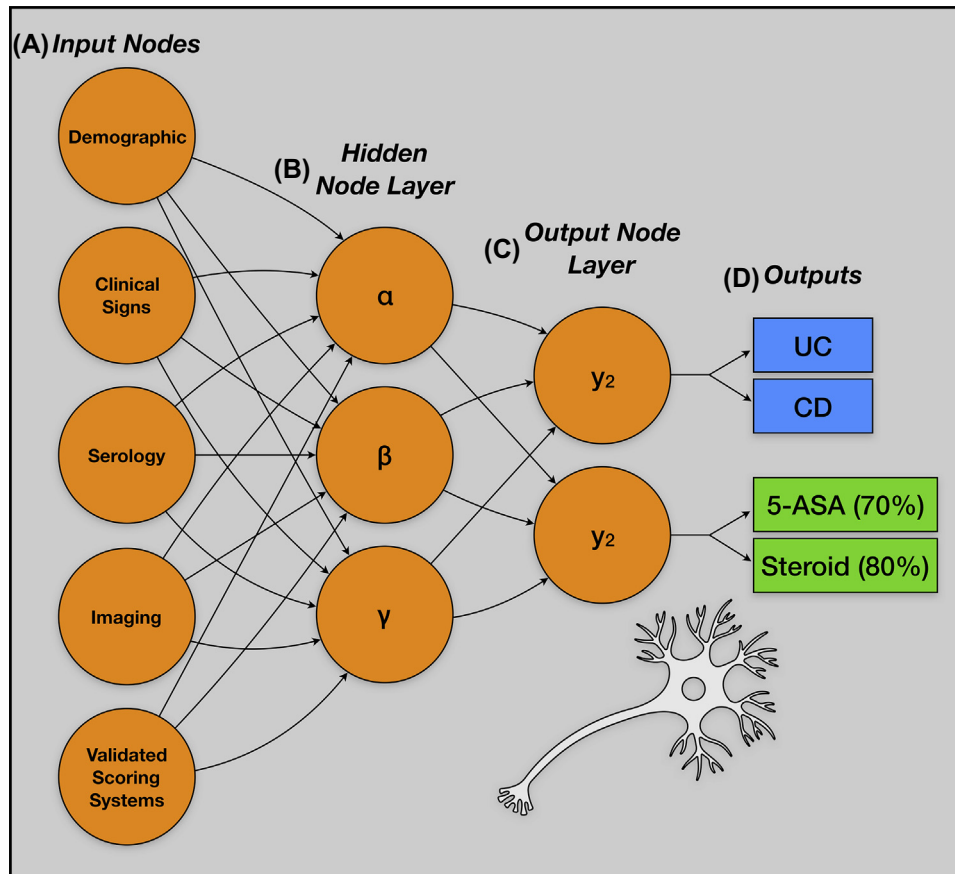 (A) Input Nodes
Demographic
Clinical
Signs
Serology
Imaging
Validated
Scoring
Systems
(B) Hidden
Node Layer
α
β
γ
(C) Output Node
Layer
y₂
y₂
(D) Outputs
UC
CD
5-ASA (70%)
Steroid (80%)